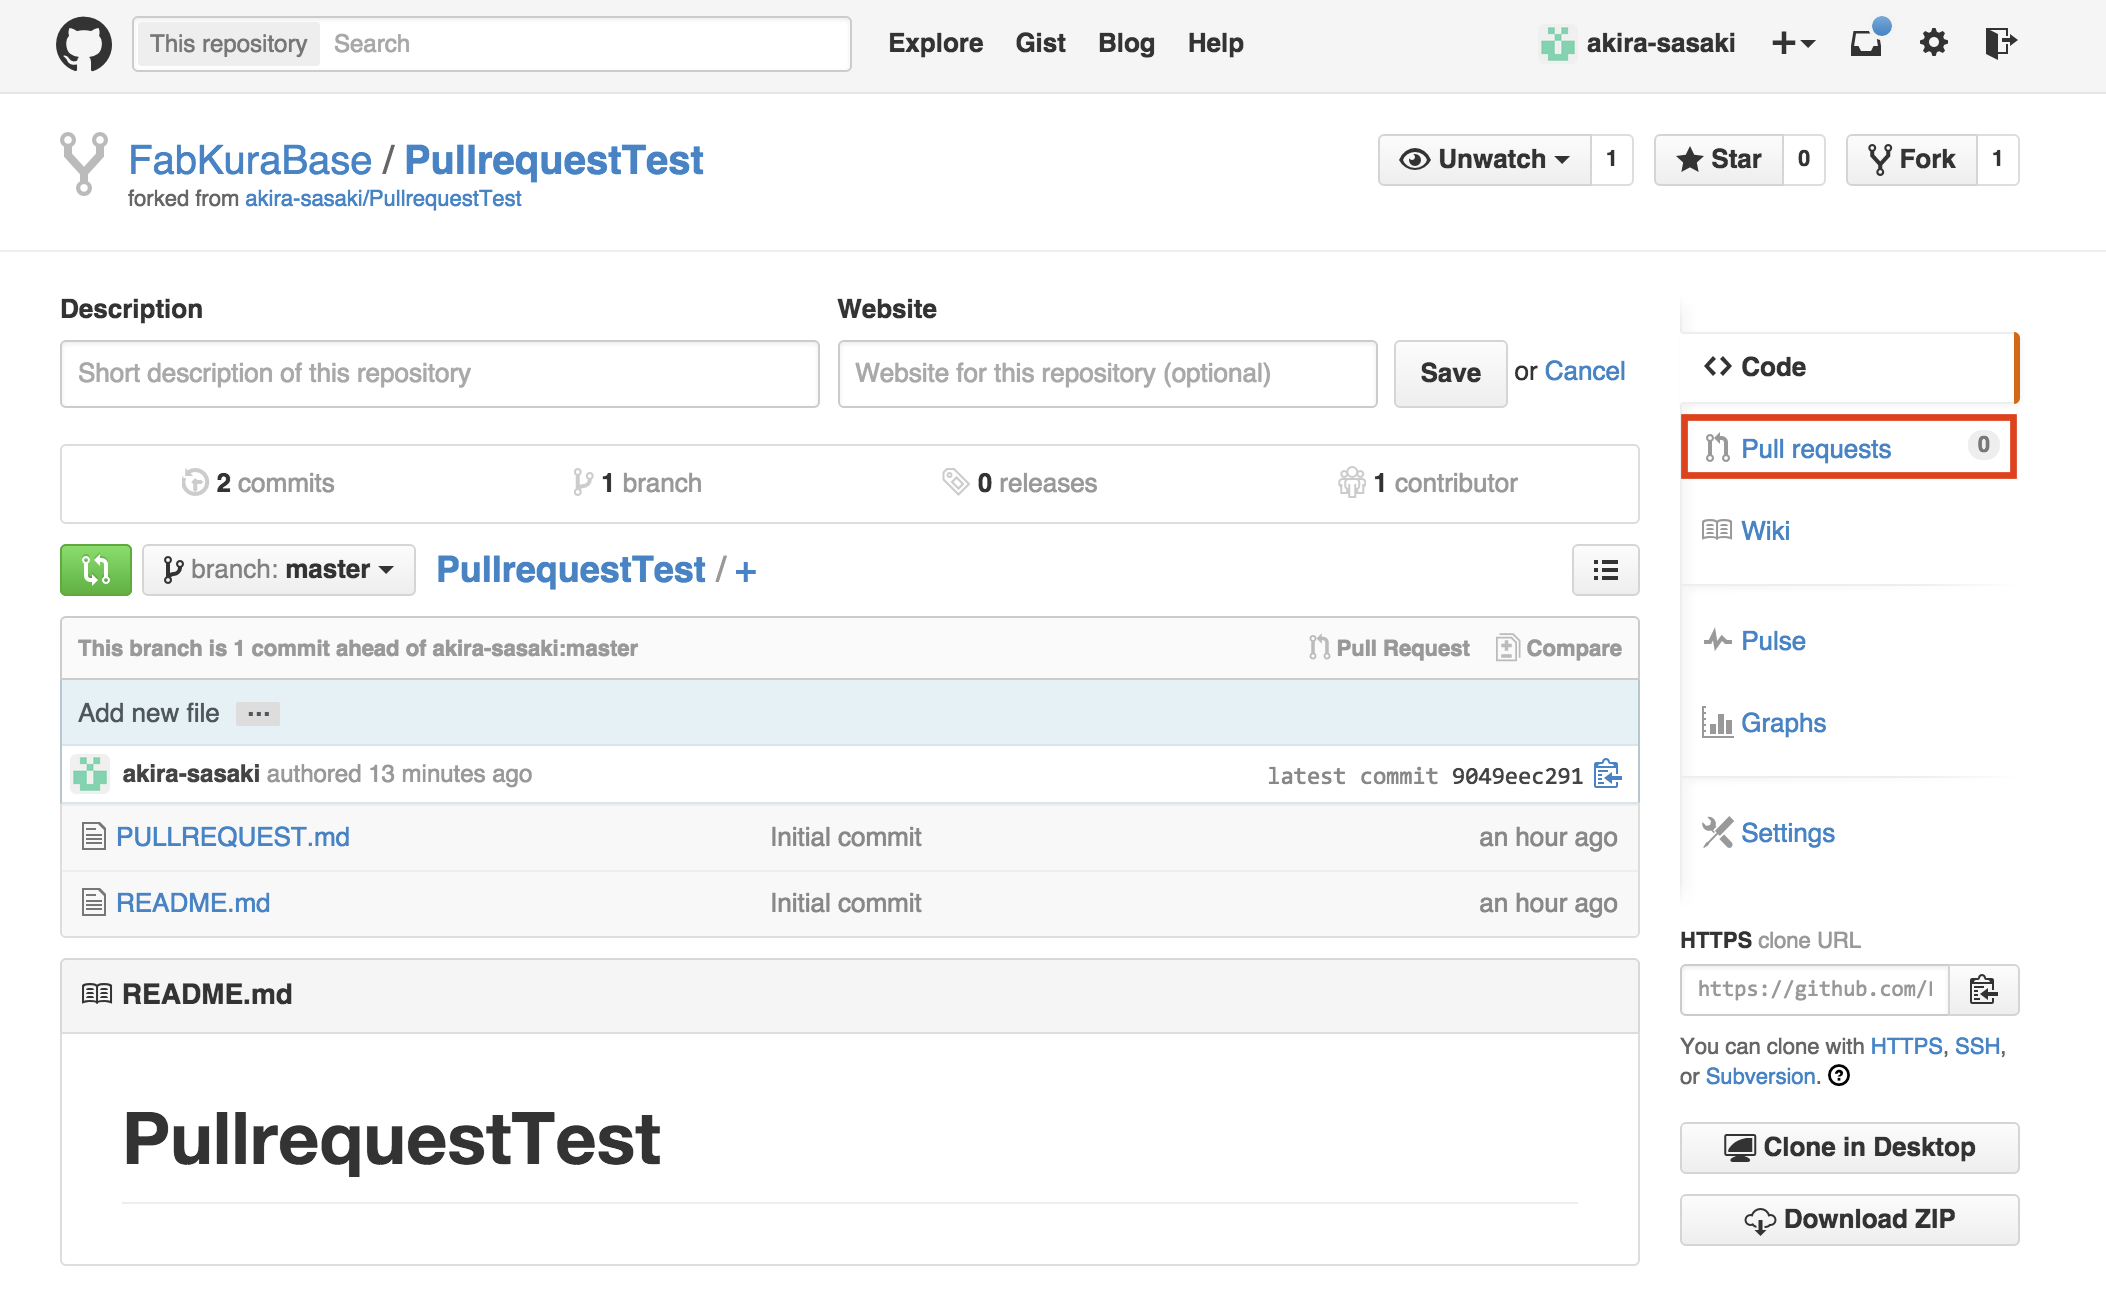 This repository Search Explore Gist Blog Help akira-sasaki
FabKuraBase / PullrequestTest
forked from akira-sasaki/PullrequestTest
Unwatch 1 Star 0 Fork 1
Description
Short description of this repository
Website
Website for this repository (optional)
Save or Cancel
2 commits 1 branch 0 releases 1 contributor
branch: master PullrequestTest / +
This branch is 1 commit ahead of akira-sasaki:master Pull Request Compare
Add new file ...
akira-sasaki authored 13 minutes ago latest commit 9049eec291
PULLREQUEST.md Initial commit an hour ago
README.md Initial commit an hour ago
README.md
PullrequestTest
Code
Pull requests 0
Wiki
Pulse
Graphs
Settings
HTTPS clone URL
https://github.com/
You can clone with HTTPS, SSH,
or Subversion.
Clone in Desktop
Download ZIP